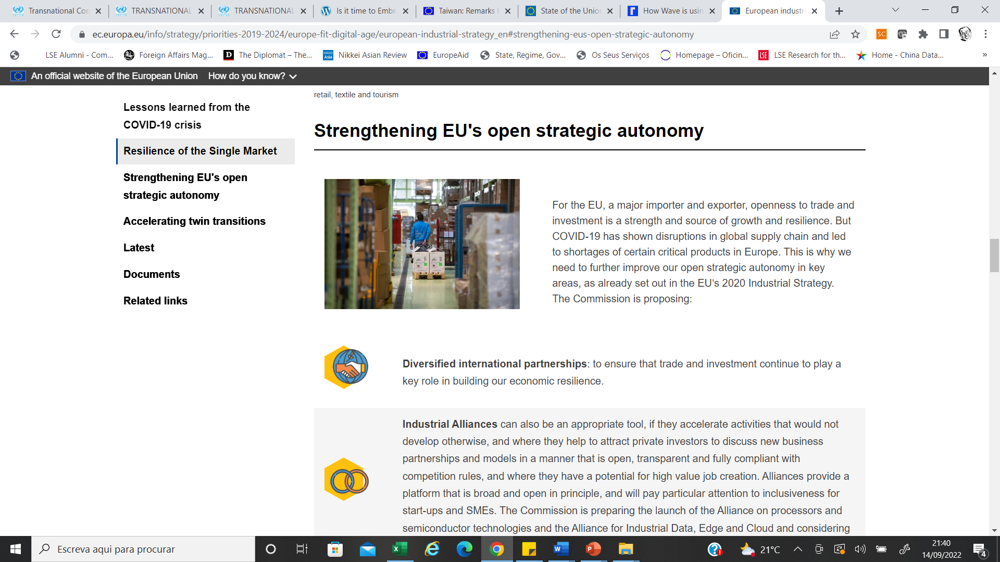 Transnational Cor
TRANSNATIONAL
TRANSNATIONAL
Is it time to Embr
Taiwan: Remarks b
State of the Union
How Wave is usin
European industri
ec.europa.eu/info/strategy/priorities-2019-2024/europe-fit-digital-age/european-industrial-strategy_en#strengthening-eus-open-strategic-autonomy
SC
LSE Alumni - Com...
Foreign Affairs Mag...
D
The Diplomat – The...
NIKKEI Asia
Nikkei Asian Review
EuropeAid
State, Regime, Gov...
Os Seus Serviços
Homepage – Oficin...
LSE
LSE Research for th...
Home - China Data...
»
An official website of the European Union
How do you know?
Lessons learned from the
COVID-19 crisis
Resilience of the Single Market
Strengthening EU's open
strategic autonomy
Accelerating twin transitions
Latest
Documents
Related links
retail, textile and tourism
Strengthening EU's open strategic autonomy
For the EU, a major importer and exporter, openness to trade and
investment is a strength and source of growth and resilience. But
COVID-19 has shown disruptions in global supply chain and led
to shortages of certain critical products in Europe. This is why we
need to further improve our open strategic autonomy in key
areas, as already set out in the EU’s 2020 Industrial Strategy.
The Commission is proposing:
Diversified international partnerships: to ensure that trade and investment continue to play a
key role in building our economic resilience.
Industrial Alliances can also be an appropriate tool, if they accelerate activities that would not
develop otherwise, and where they help to attract private investors to discuss new business
partnerships and models in a manner that is open, transparent and fully compliant with
competition rules, and where they have a potential for high value job creation. Alliances provide a
platform that is broad and open in principle, and will pay particular attention to inclusiveness for
start-ups and SMEs. The Commission is preparing the launch of the Alliance on processors and
semiconductor technologies and the Alliance for Industrial Data, Edge and Cloud and considering
Escreva aqui para procurar
21°C
21:40
14/09/2022
4